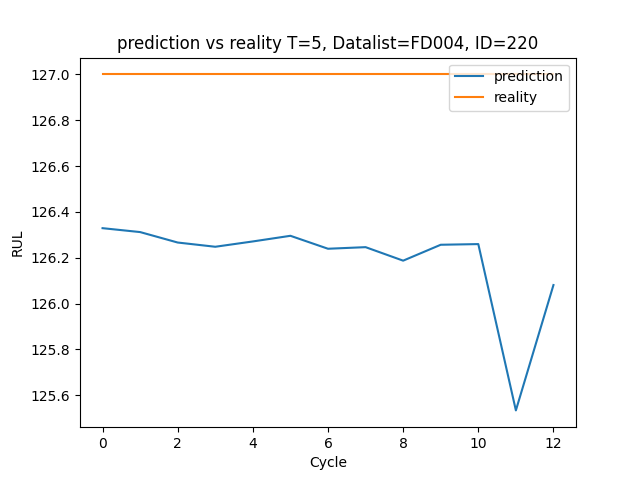 prediction vs reality T=5, Datalist=FD004, ID=220
127.0
126.8
126.6
126.4
126.2
126.0
125.8
125.6
RUL
prediction
reality
0 2 4 6 8 10 12
Cycle